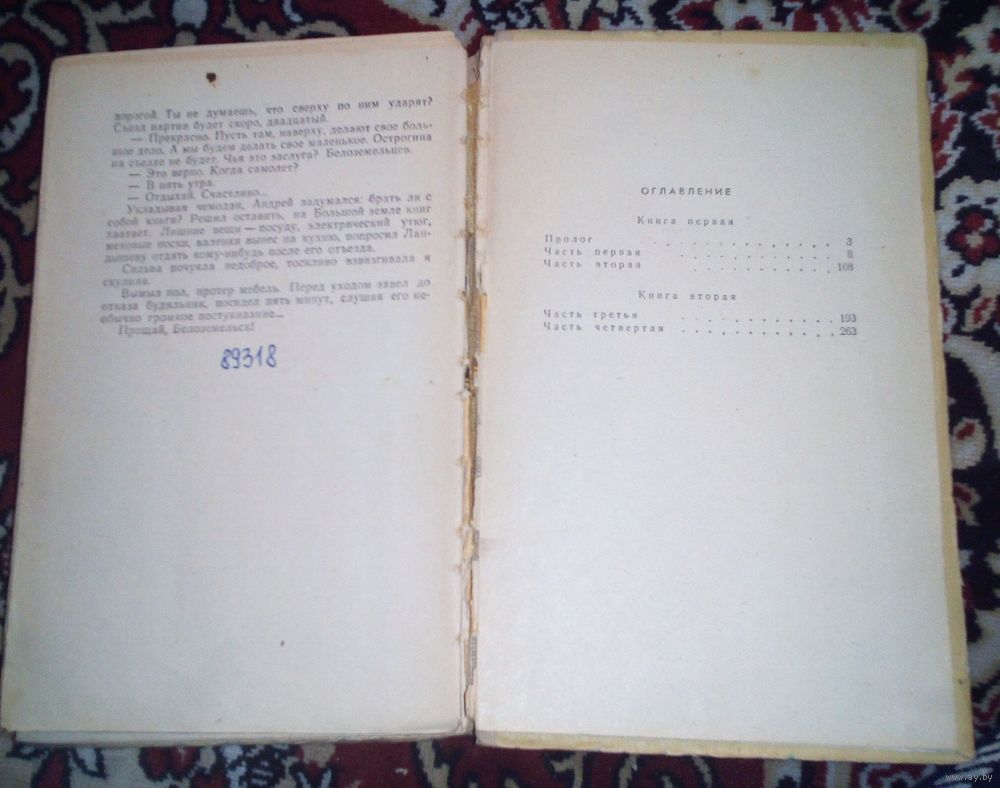 дорогой. Ты не думаешь, что сверху по ним ударят?
Съезд партии будет скоро, двадцатый.
— Прекрасно. Пусть там, наверху, делают свое боль-
шое дело. А мы будем делать свое маленькое. Острогина
на съезде не будет. Чья это заслуга? Белоземельцев.
— Это верно. Когда самолет?
— В пять утра.
— Отдыхай. Счастливо...
Укладывая чемодан, Андрей задумался: брать ли с
собой книги? Решил оставить, на Большой земле книг
хватает. Лишние вещи — посуду, электрический утюг,
меховые носки, валенки вынес на кухню, попросил Лан-
дышеву отдать кому-нибудь после его отъезда.
Сальва почуяла недоброе, тоскливо взвизгивала и
скулила.
Вымыл пол, протер мебель. Перед уходом завел до
отказа будильник, посидел пять минут, слушая его не-
обычно громкое постукивание...
Прощай, Белоземельск!
89318
ОГЛАВЛЕНИЕ
Книга первая
Пролог . . . . . . . . . . . . 3
Часть первая . . . . . . . . . . . . 8
Часть вторая . . . . . . . . . . . . 168
Книга вторая
Часть третья . . . . . . . . . . . . 193
Часть четвертая . . . . . . . . . . . . 263
www.ay.by